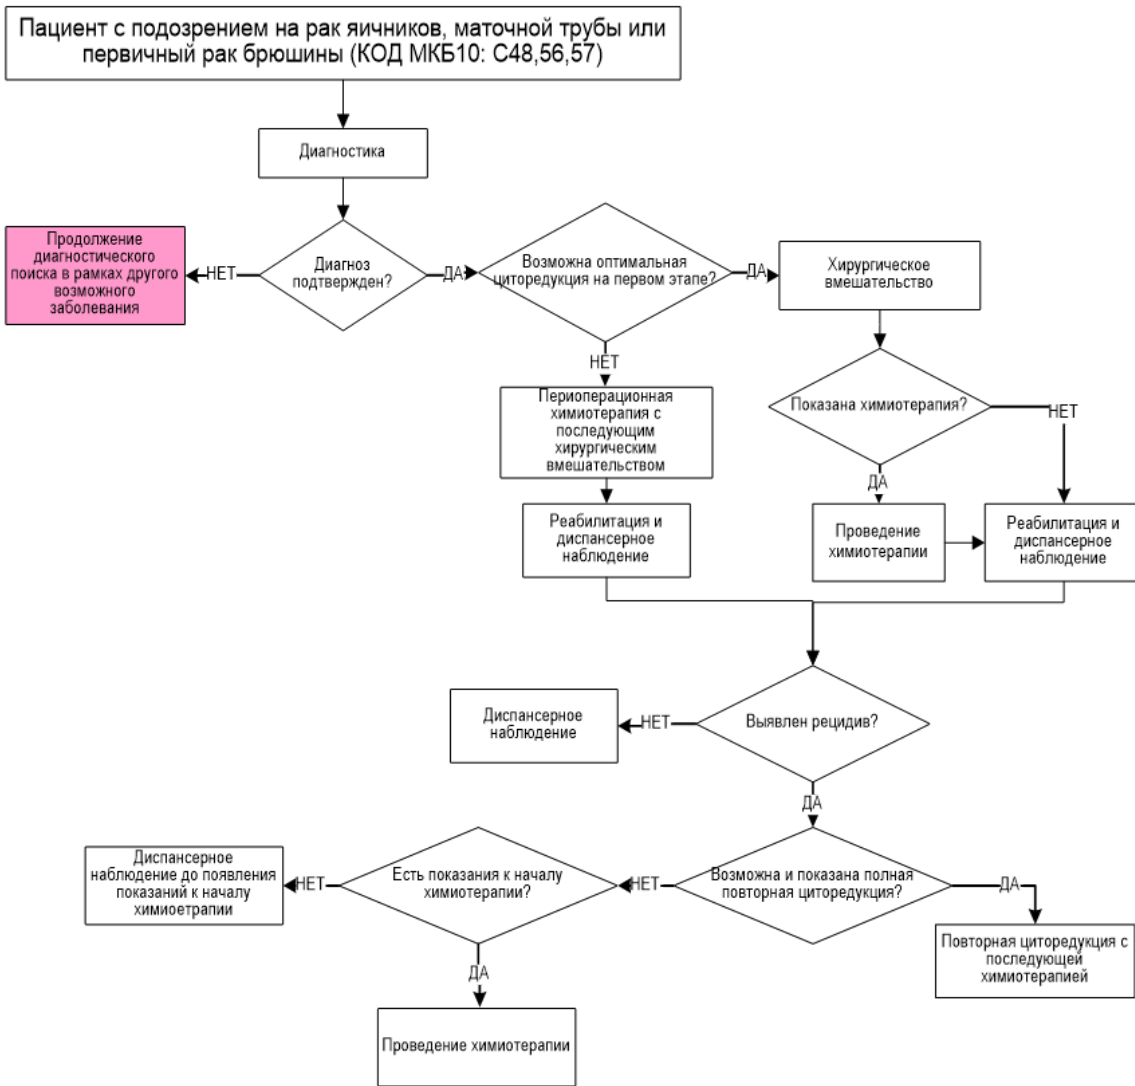 Пациент с подозрением на рак яичников, маточной трубы или
первичный рак брюшины (КОД МКБ10: C48,56,57)
Диагностика
Продолжение
диагностического
поиска в рамках другого
возможного
заболевания
НЕТ
Диагноз
подтвержден?
ДА
Возможна оптимальная
циторедукция на первом этапе?
ДА
Хирургическое
вмешательство
НЕТ
Периоперационная
химиотерапия с
последующим
хирургическим
вмешательством
Показана химиотерапия?
НЕТ
ДА
Реабилитация и
диспансерное
наблюдение
Проведение
химиотерапии
Реабилитация и
диспансерное
наблюдение
Диспансерное
наблюдение
НЕТ
Выявлен рецидив?
ДА
Диспансерное
наблюдение до появления
показаний к началу
химиоетрапии
НЕТ
Есть показания к началу
химиотерапии?
НЕТ
Возможна и показана полная
повторная циторедукция?
ДА
Повторная циторедукция с
последующей
химиотерапией
ДА
Проведение химиотерапии